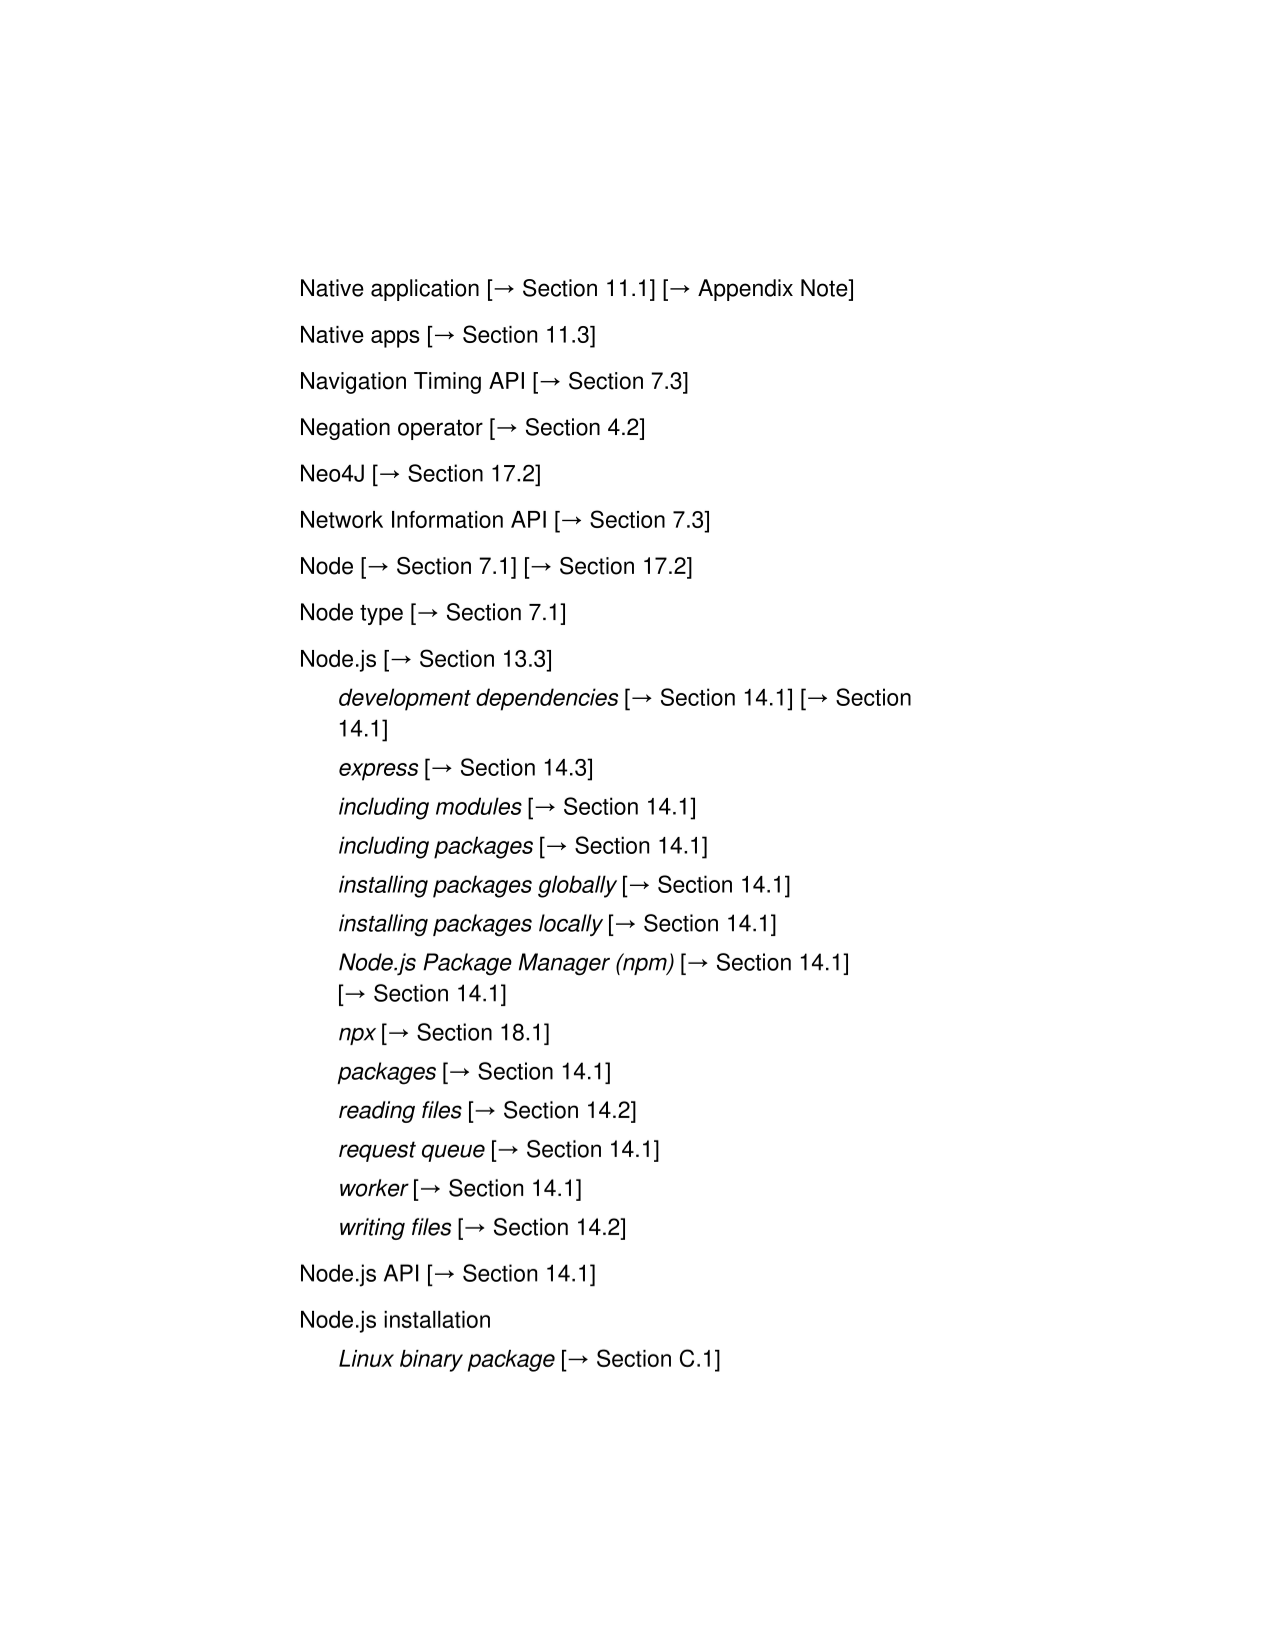 Native application [→ Section 11.1] [→ Appendix Note]
Native apps [→ Section 11.3]
Navigation Timing API [→ Section 7.3]
Negation operator [→ Section 4.2]
Neo4J [→ Section 17.2]
Network Information API [→ Section 7.3]
Node [→ Section 7.1] [→ Section 17.2]
Node type [→ Section 7.1]
Node.js [→ Section 13.3]
development dependencies [→ Section 14.1] [→ Section
14.1]
express [→ Section 14.3]
including modules [→ Section 14.1]
including packages [→ Section 14.1]
installing packages globally [→ Section 14.1]
installing packages locally [→ Section 14.1]
Node.js Package Manager (npm) [→ Section 14.1]
[→ Section 14.1]
npx [→ Section 18.1]
packages [→ Section 14.1]
reading files [→ Section 14.2]
request queue [→ Section 14.1]
worker [→ Section 14.1]
writing files [→ Section 14.2]
Node.js API [→ Section 14.1]
Node.js installation
Linux binary package [→ Section C.1]